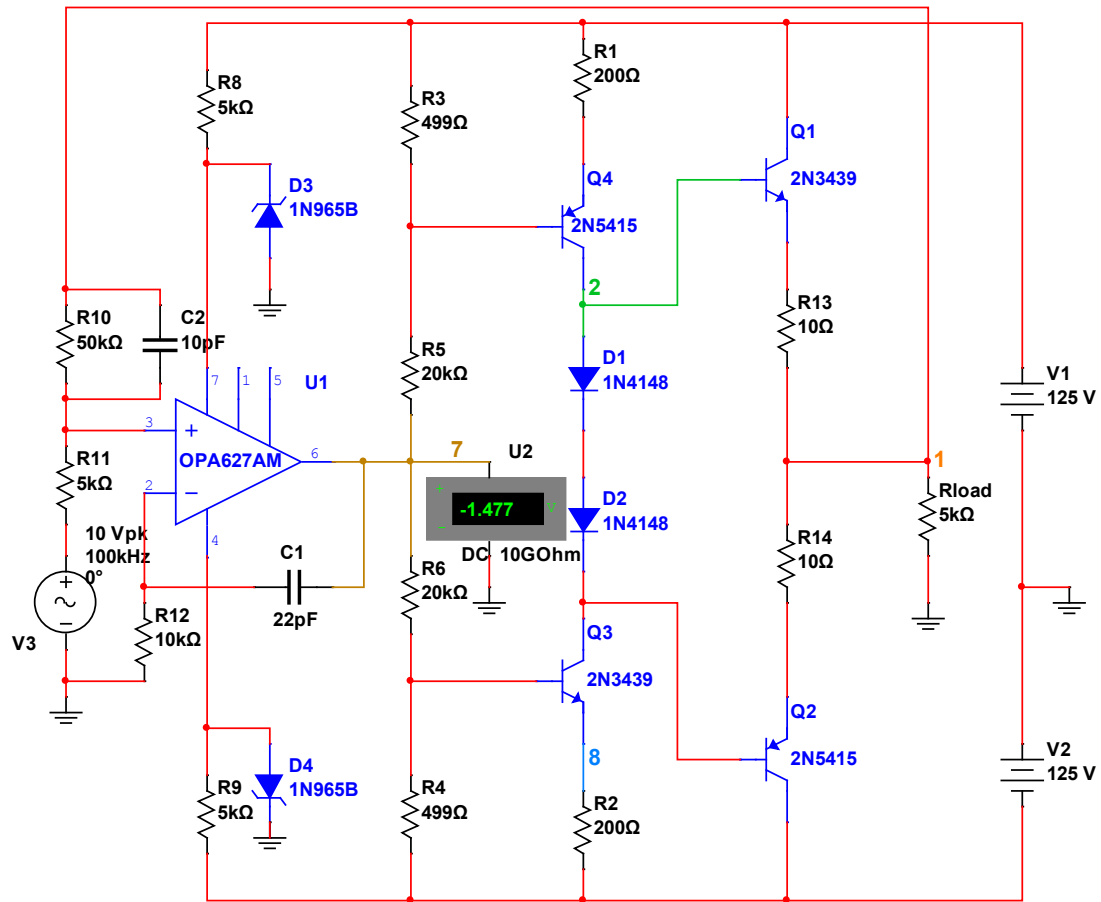 R1
200Ω
R8
5kΩ
R3
499Ω
Q1
2N3439
Q4
2N5415
D3
1N965B
2
R10
50kΩ
C2
10pF
R13
10Ω
R5
20kΩ
D1
1N4148
7
1
5
U1
V1
125 V
3
+
OPA627AM
6
7
U2
1
R11
5kΩ
2
−
+
-1.477
V
−
D2
1N4148
Rload
5kΩ
10 Vpk
100kHz
0°
4
C1
22pF
DC 10GOhm
R14
10Ω
R6
20kΩ
+
−
V3
R12
10kΩ
Q3
2N3439
Q2
2N5415
8
D4
1N965B
V2
125 V
R9
5kΩ
R4
499Ω
R2
200Ω